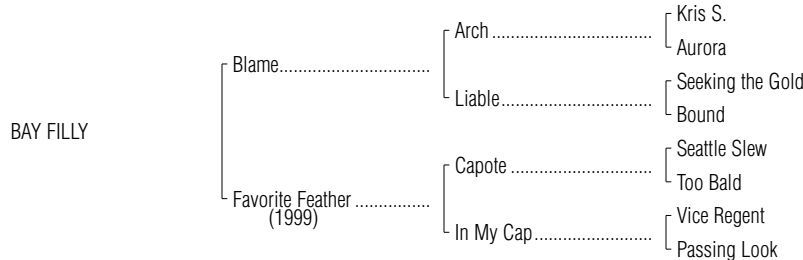 Kris S.
Arch ................................
Aurora
Blame..............................
Seeking the Gold
Liable..............................
Bound
BAY FILLY
Seattle Slew
Capote ............................
Too Bald
Favorite Feather ...............
(1999)
Vice Regent
In My Cap........................
Passing Look